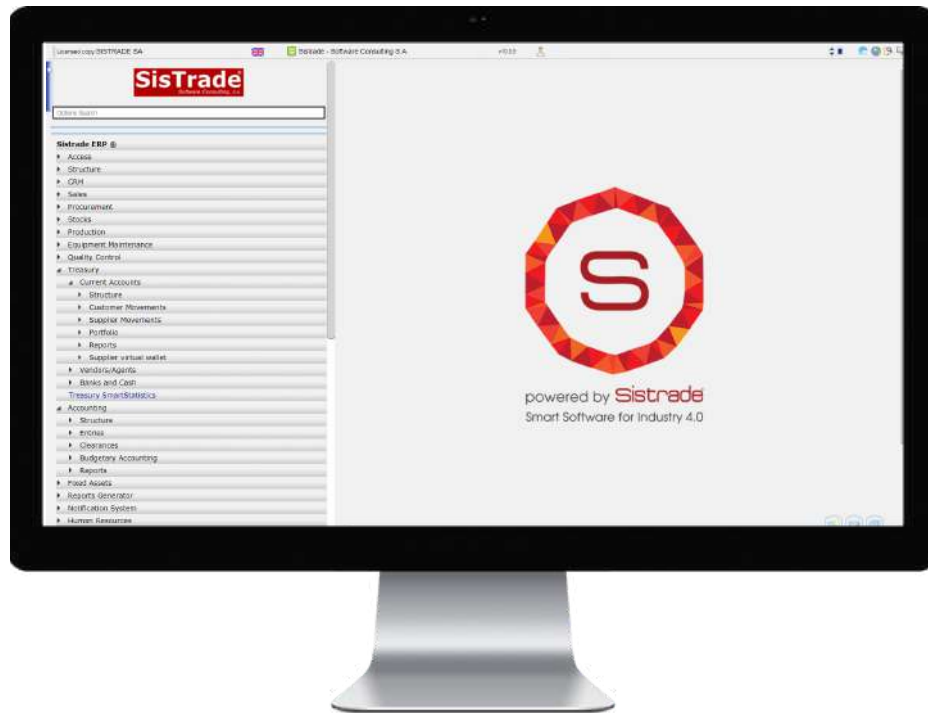 Licensed copy SISTRADE SA
Sistrade - Software Consulting S.A.
SisTrade
Software Consulting, s.a.
Options Search
Sistrade ERP
Access
Structure
CRM
Sales
Procurement
Stocks
Production
Equipment Maintenance
Quality Control
Treasury
Current Accounts
Structure
Customer Movements
Supplier Movements
Portfolio
Reports
Supplier virtual wallet
Vendors/Agents
Banks and Cash
Treasury SmartStatistics
Accounting
Structure
Entries
Clearances
Budgetary Accounting
Reports
Fixed Assets
Reports Generator
Notification System
Human Resources
S
powered by Sistrade
Smart Software for Industry 4.0